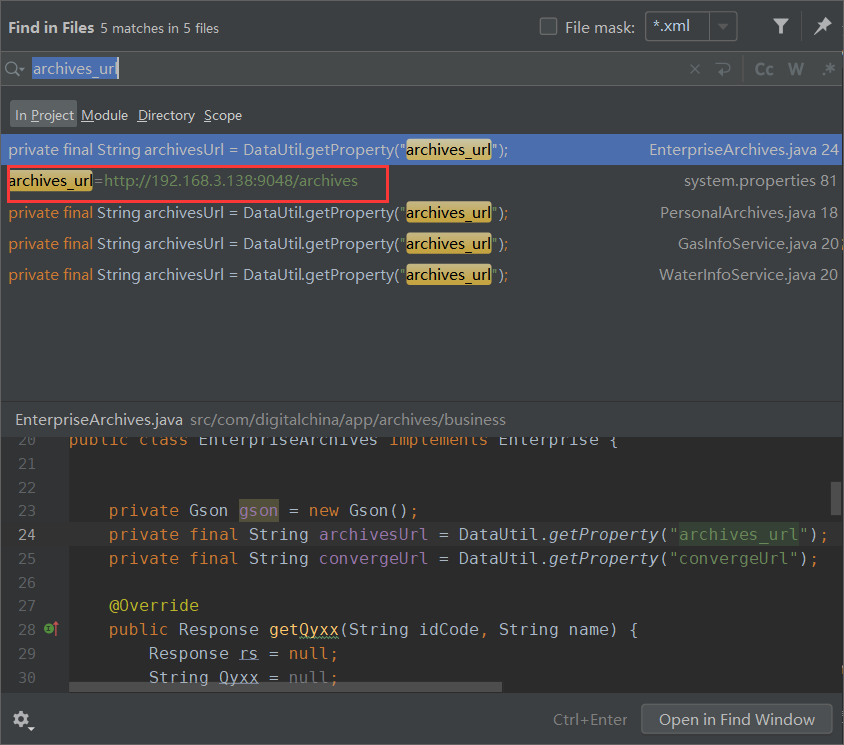 Find in Files 5 matches in 5 files File mask: *.xml
archives_url Cc W .*
In Project Module Directory Scope
private final String archivesUrl = DataUtil.getProperty("archives_url"); EnterpriseArchives.java 24
archives_url=http://192.168.3.138:9048/archives system.properties 81
private final String archivesUrl = DataUtil.getProperty("archives_url"); PersonalArchives.java 18
private final String archivesUrl = DataUtil.getProperty("archives_url"); GasInfoService.java 20
private final String archivesUrl = DataUtil.getProperty("archives_url"); WaterInfoService.java 20
EnterpriseArchives.java src/com/digitalchina/app/archives/business
20 public class EnterpriseArchives implements Enterprise {
21
22
23 private Gson gson = new Gson();
24 private final String archivesUrl = DataUtil.getProperty("archives_url");
25 private final String convergeUrl = DataUtil.getProperty("convergeUrl");
26
27 @Override
28 public Response getQyxx(String idCode, String name) {
29 Response rs = null;
30 String Qyxx = null;
Ctrl+Enter Open in Find Window